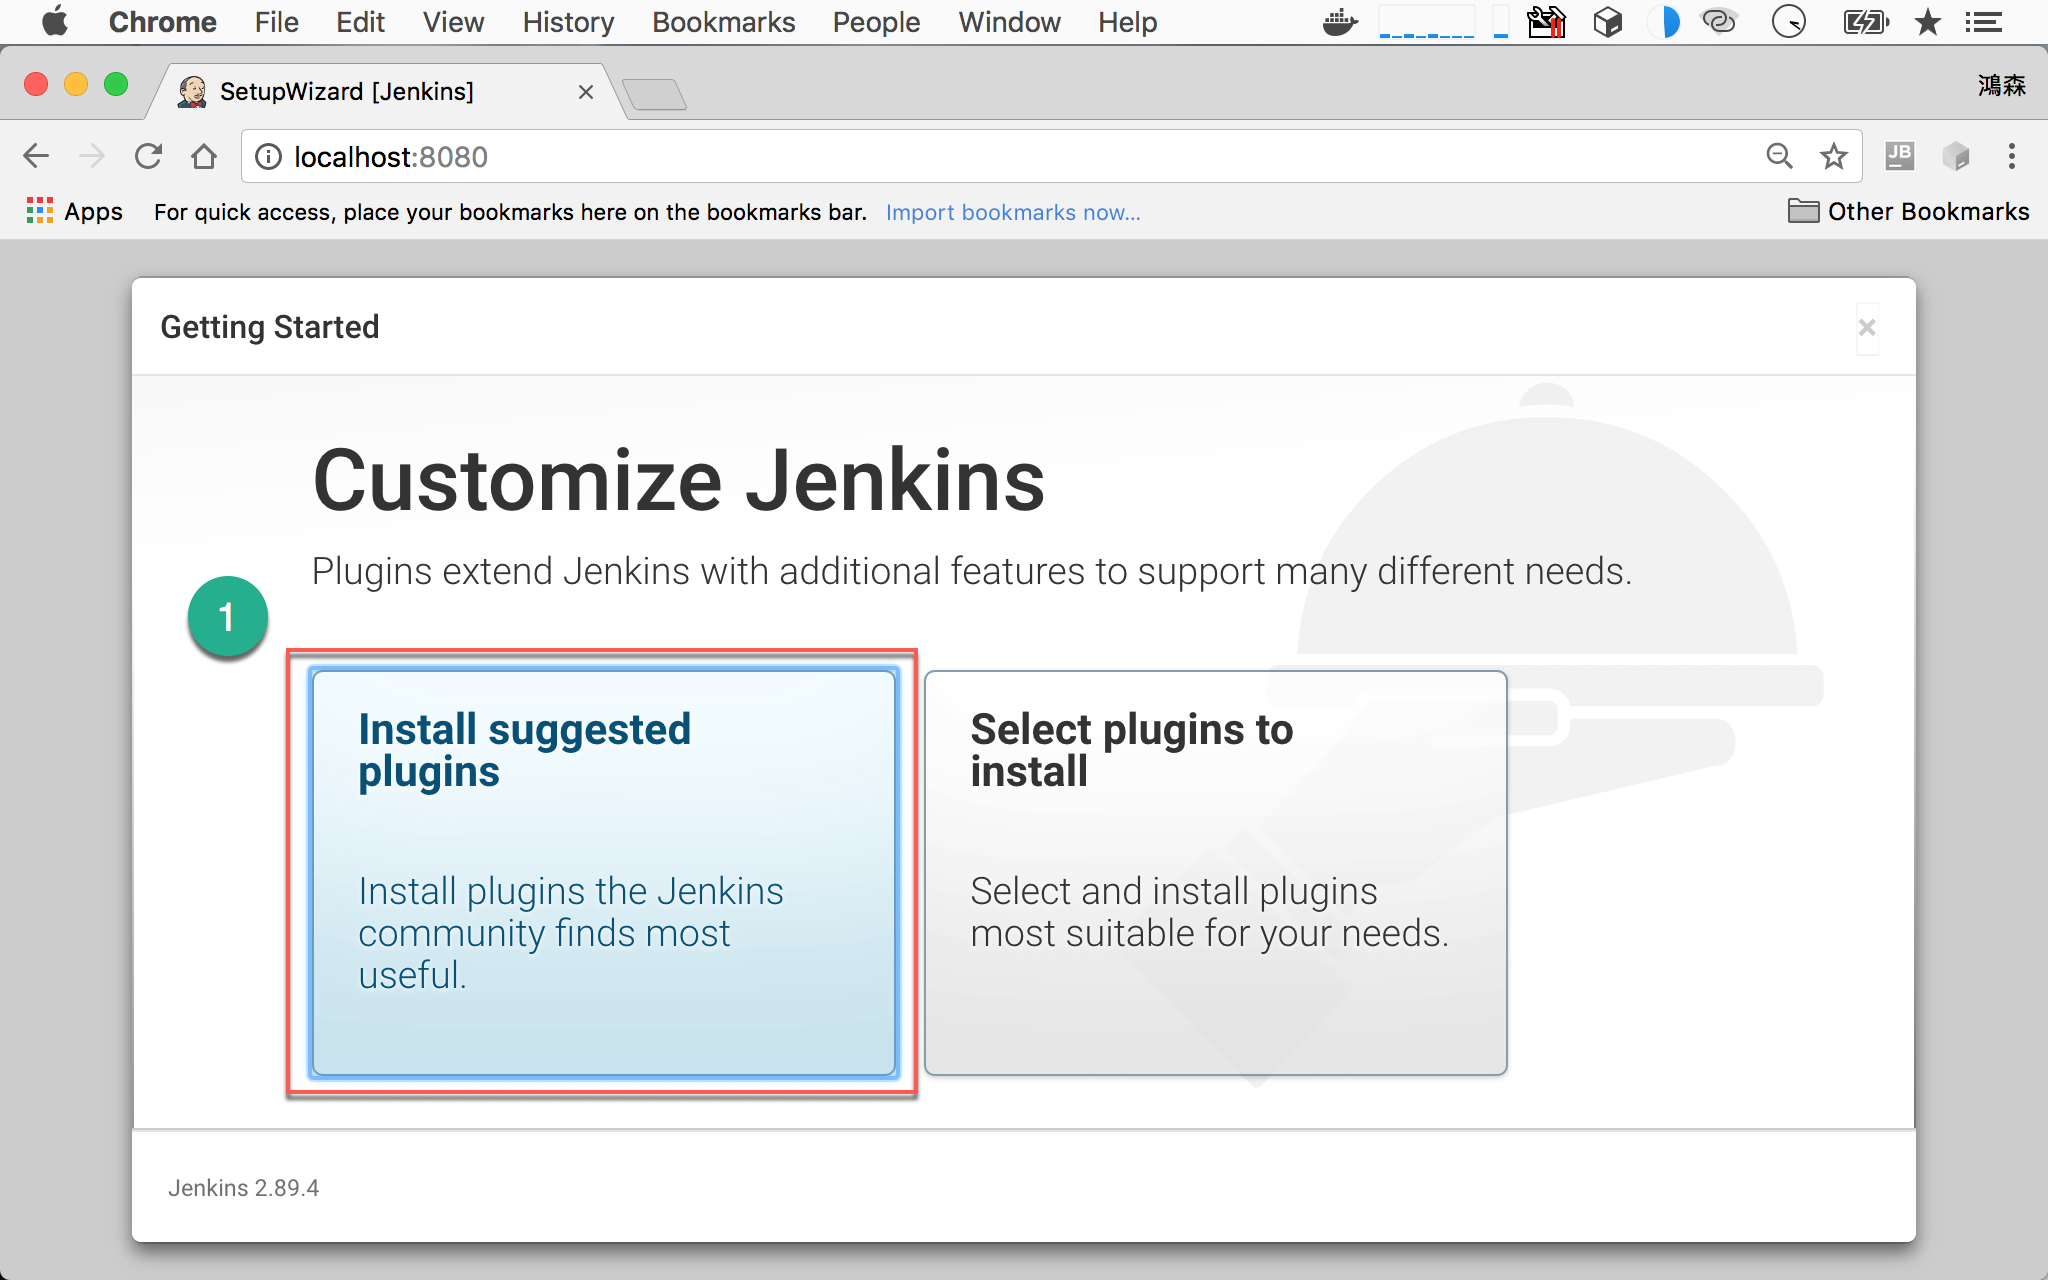 Chrome File Edit View History Bookmarks People Window Help
SetupWizard [Jenkins]
鴻森
localhost:8080
JB
Apps For quick access, place your bookmarks here on the bookmarks bar. Import bookmarks now... Other Bookmarks
Getting Started
Customize Jenkins
Plugins extend Jenkins with additional features to support many different needs.
1
Install suggested
plugins
Install plugins the Jenkins
community finds most
useful.
Select plugins to
install
Select and install plugins
most suitable for your needs.
Jenkins 2.89.4